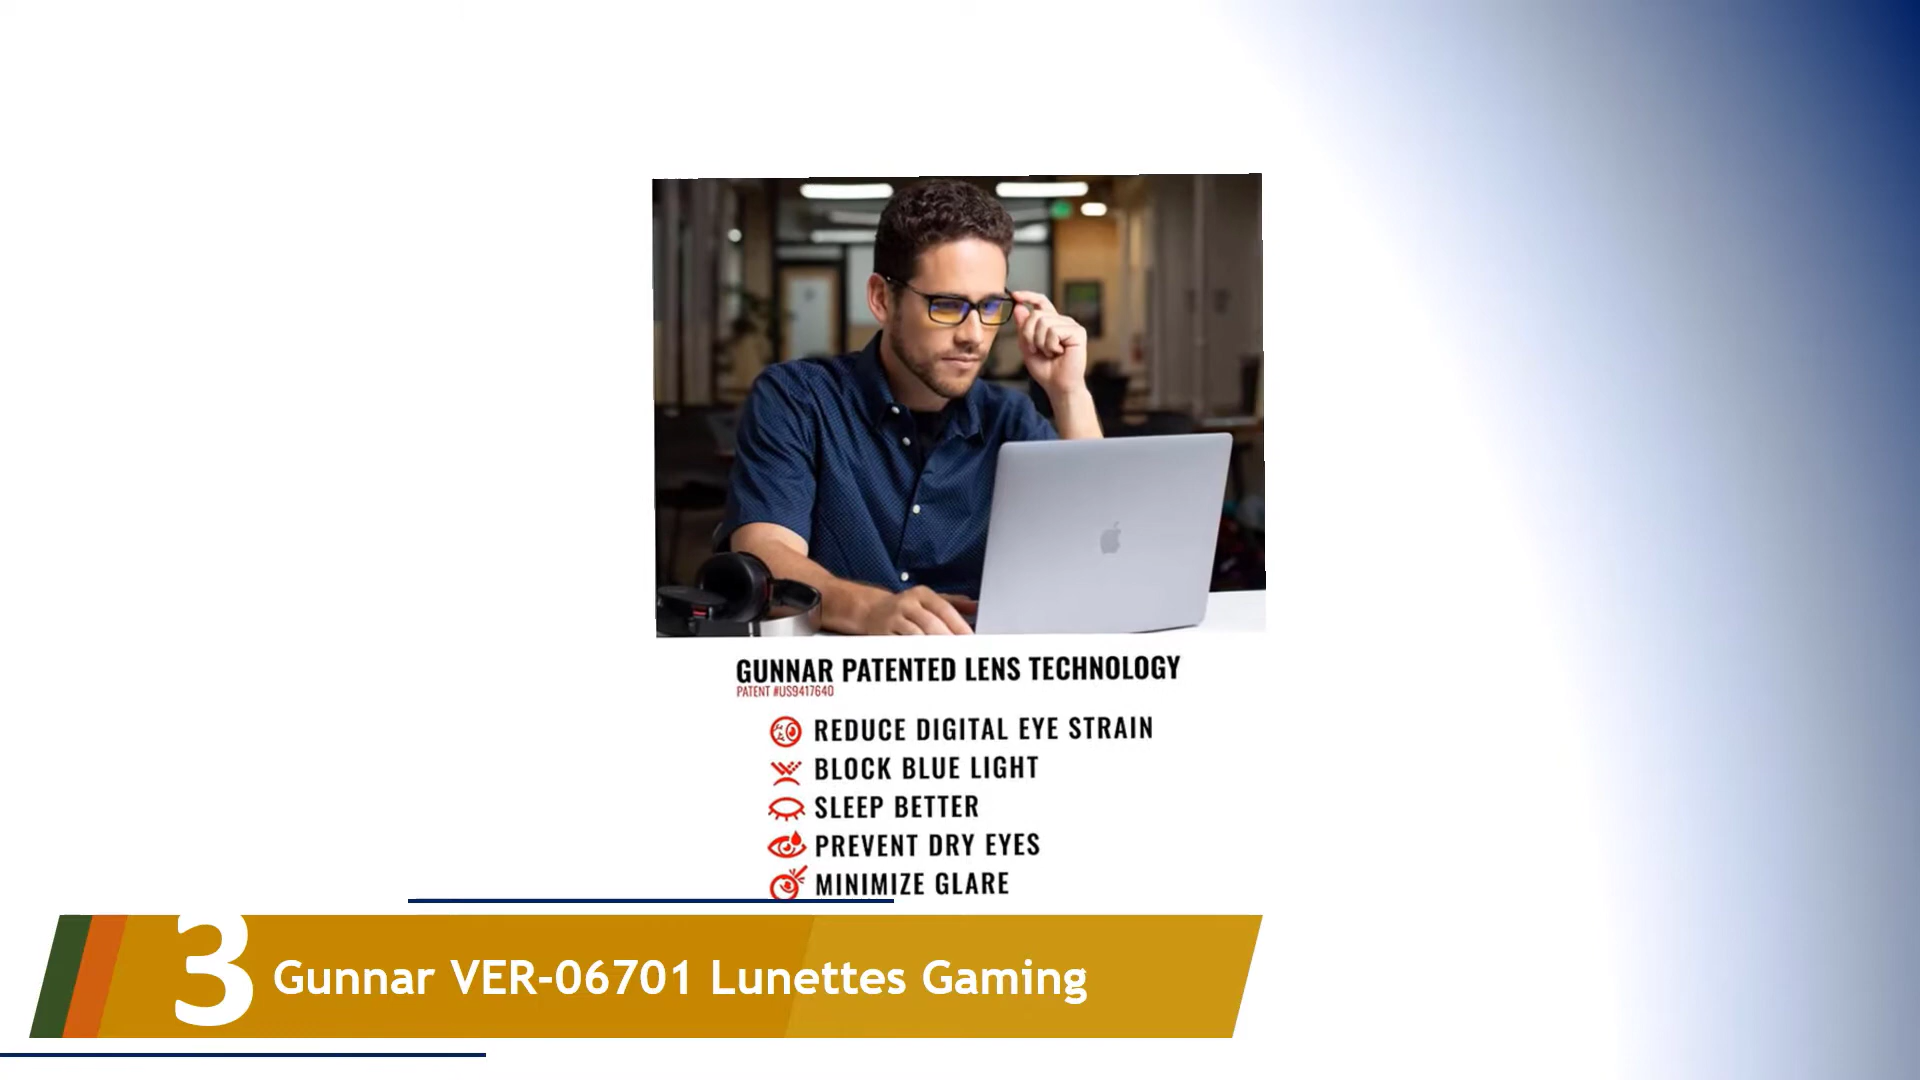 GUNNAR PATENTED LENS TECHNOLOGY
PATENT #US9417640
REDUCE DIGITAL EYE STRAIN
BLOCK BLUE LIGHT
SLEEP BETTER
PREVENT DRY EYES
MINIMIZE GLARE
3 Gunnar VER-06701 Lunettes Gaming